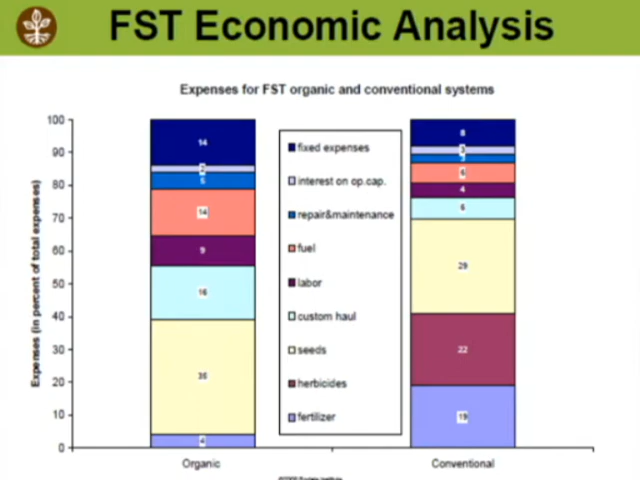 FST Economic Analysis
Expenses for FST organic and conventional systems
Expenses (in percent of total expenses)
100
90
80
70
60
50
40
30
20
10
0
14
2
5
14
9
16
35
4
fixed expenses
interest on op.cap.
repair&maintenance
fuel
labor
custom haul
seeds
herbicides
fertilizer
8
3
3
6
4
6
29
22
19
Organic
Conventional